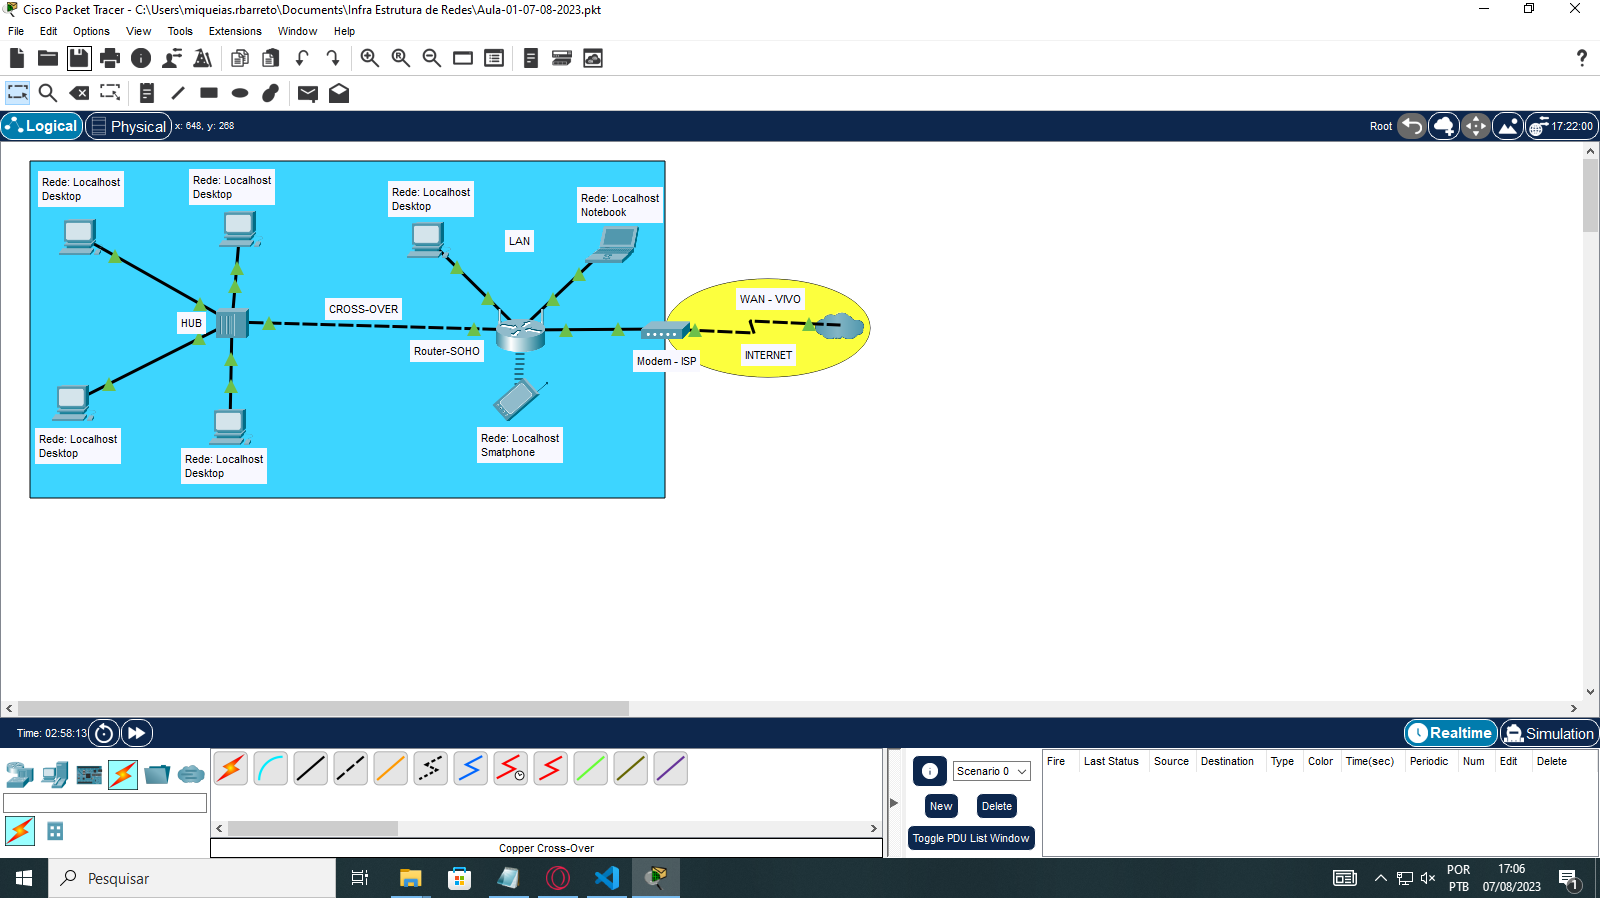 Cisco Packet Tracer - C:\Users\miqueias.rbarreto\Documents\Infra Estrutura de Redes\Aula-01-07-08-2023.pkt
File Edit Options View Tools Extensions Window Help
Logical Physical x: 648, y: 268 Root 17:22:00
Rede: Localhost
Desktop
Rede: Localhost
Desktop
Rede: Localhost
Desktop
Rede: Localhost
Notebook
LAN
WAN - VIVO
CROSS-OVER
HUB
Router-SOHO
INTERNET
Modem - ISP
Rede: Localhost
Desktop
Rede: Localhost
Smatphone
Rede: Localhost
Desktop
Time: 02:58:13
Realtime Simulation
Scenario 0
New Delete
Toggle PDU List Window
Fire Last Status Source Destination Type Color Time(sec) Periodic Num Edit Delete
Copper Cross-Over
Pesquisar
POR
PTB
17:06
07/08/2023
1